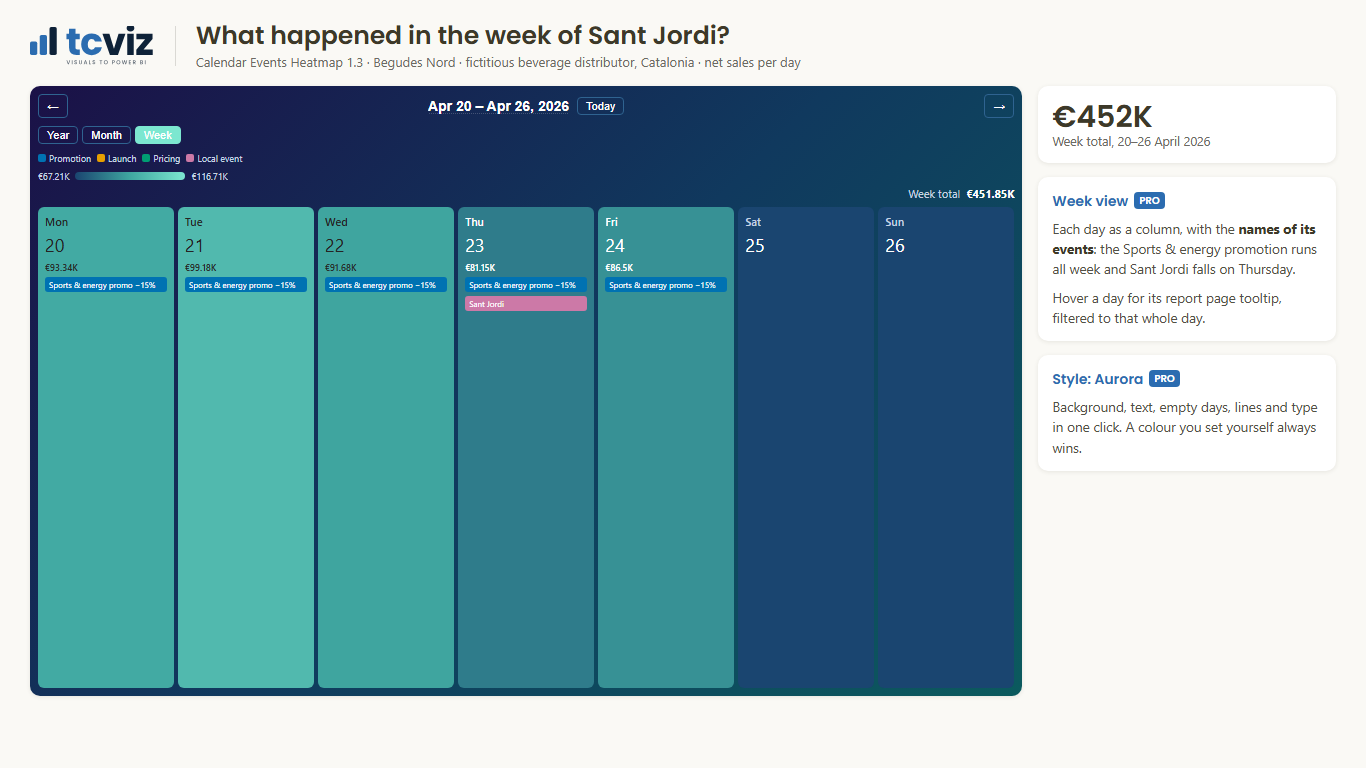 tcviz
VISUALS TO POWER BI
What happened in the week of Sant Jordi?
Calendar Events Heatmap 1.3 · Begudes Nord · fictitious beverage distributor, Catalonia · net sales per day
←
Apr 20 – Apr 26, 2026
Today
→
Year
Month
Week
Promotion
Launch
Pricing
Local event
€67.21K
€116.71K
Week total €451.85K
Mon
20
€93.34K
Sports & energy promo −15%
Tue
21
€99.18K
Sports & energy promo −15%
Wed
22
€91.68K
Sports & energy promo −15%
Thu
23
€81.15K
Sports & energy promo −15%
Sant Jordi
Fri
24
€86.5K
Sports & energy promo −15%
Sat
25
Sun
26
€452K
Week total, 20–26 April 2026
Week view PRO
Each day as a column, with the names of its
events: the Sports & energy promotion runs
all week and Sant Jordi falls on Thursday.
Hover a day for its report page tooltip,
filtered to that whole day.
Style: Aurora PRO
Background, text, empty days, lines and type
in one click. A colour you set yourself always
wins.